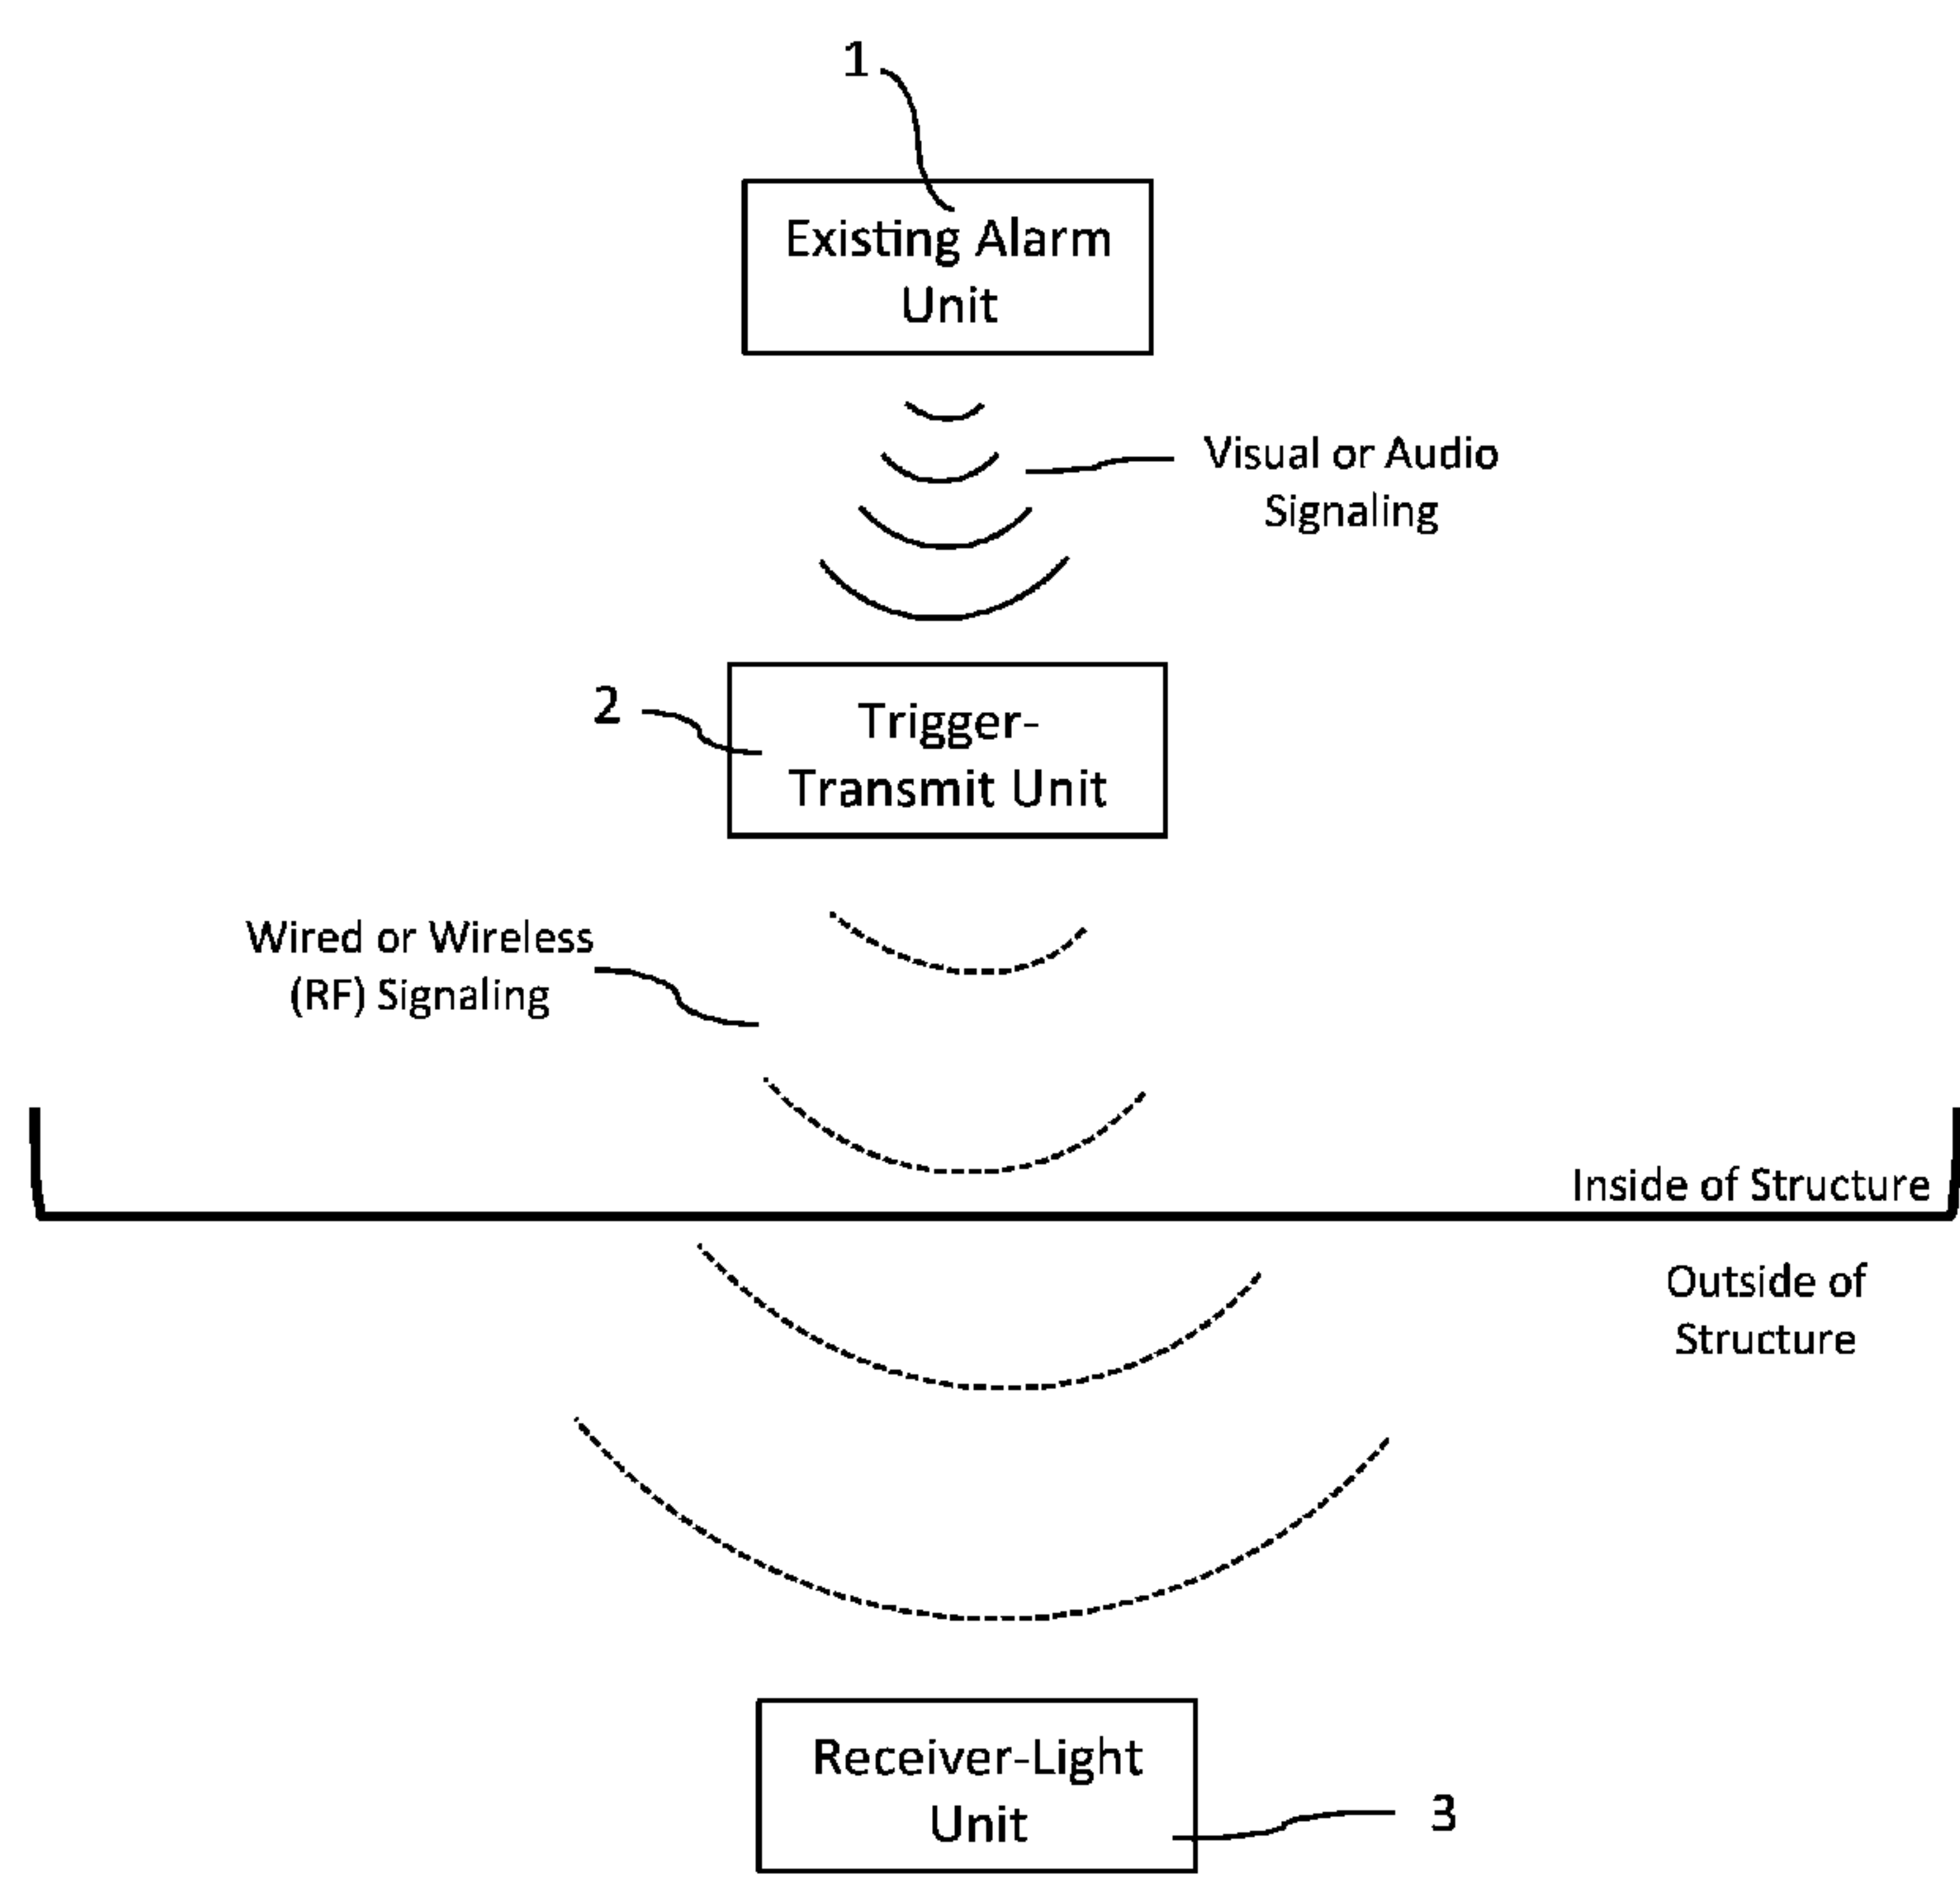 1
Existing Alarm
Unit
Visual or Audio
Signaling
2
Trigger-
Transmit Unit
Wired or Wireless
(RF) Signaling
Inside of Structure
Outside of
Structure
Receiver-Light
Unit
3